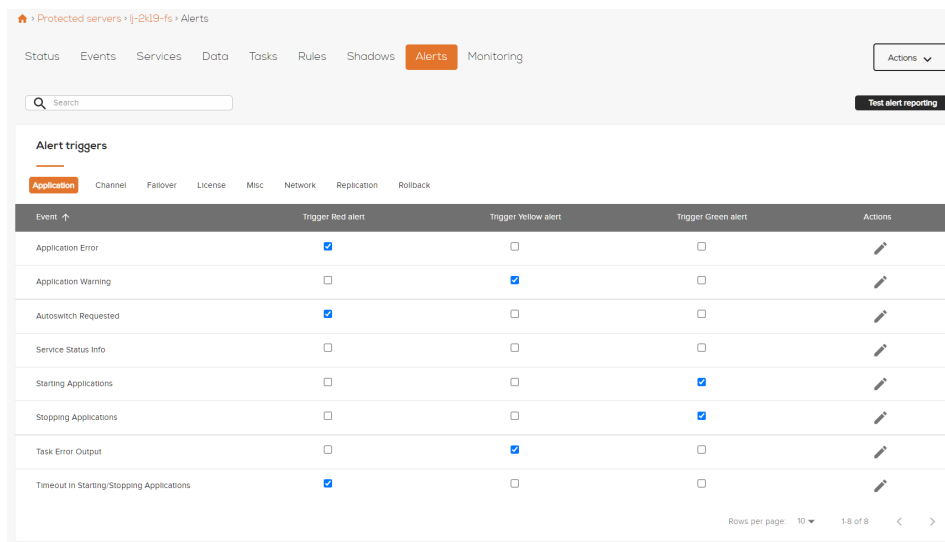 > Protected servers > lj-2k19-fs > Alerts
Status Events Services Data Tasks Rules Shadows Alerts Monitoring
Actions
Search
Test alert reporting
Alert triggers
Application Channel Failover License Misc Network Replication Rollback
Event ↑ Trigger Red alert Trigger Yellow alert Trigger Green alert Actions
Application Error
Application Warning
Autoswitch Requested
Service Status Info
Starting Applications
Stopping Applications
Task Error Output
Timeout in Starting/Stopping Applications
Rows per page: 10 1-8 of 8 < >